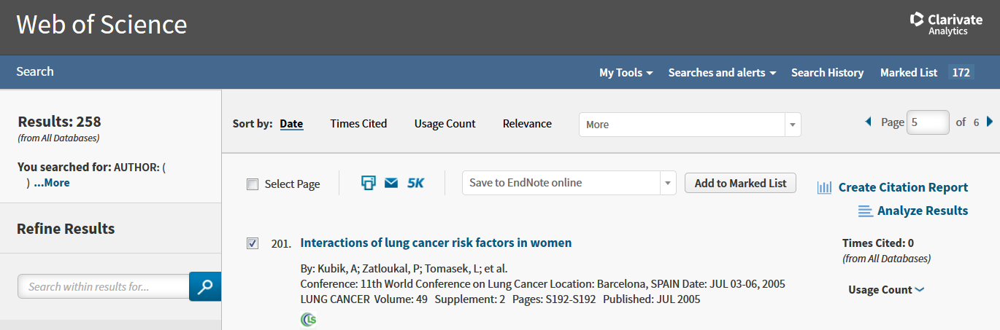 Web of Science
Clarivate
Analytics
Search
My Tools
Searches and alerts
Search History
Marked List
172
Results: 258
(from All Databases)
You searched for: AUTHOR: (
) ...More
Refine Results
Search within results for...
Sort by:
Date
Times Cited
Usage Count
Relevance
More
Page
5
of
6
Select Page
5K
Save to EndNote online
Add to Marked List
Create Citation Report
Analyze Results
201.
Interactions of lung cancer risk factors in women
By: Kubik, A; Zatloukal, P; Tomasek, L; et al.
Conference: 11th World Conference on Lung Cancer Location: Barcelona, SPAIN Date: JUL 03-06, 2005
LUNG CANCER Volume: 49 Supplement: 2 Pages: S192-S192 Published: JUL 2005
LS
Times Cited: 0
(from All Databases)
Usage Count